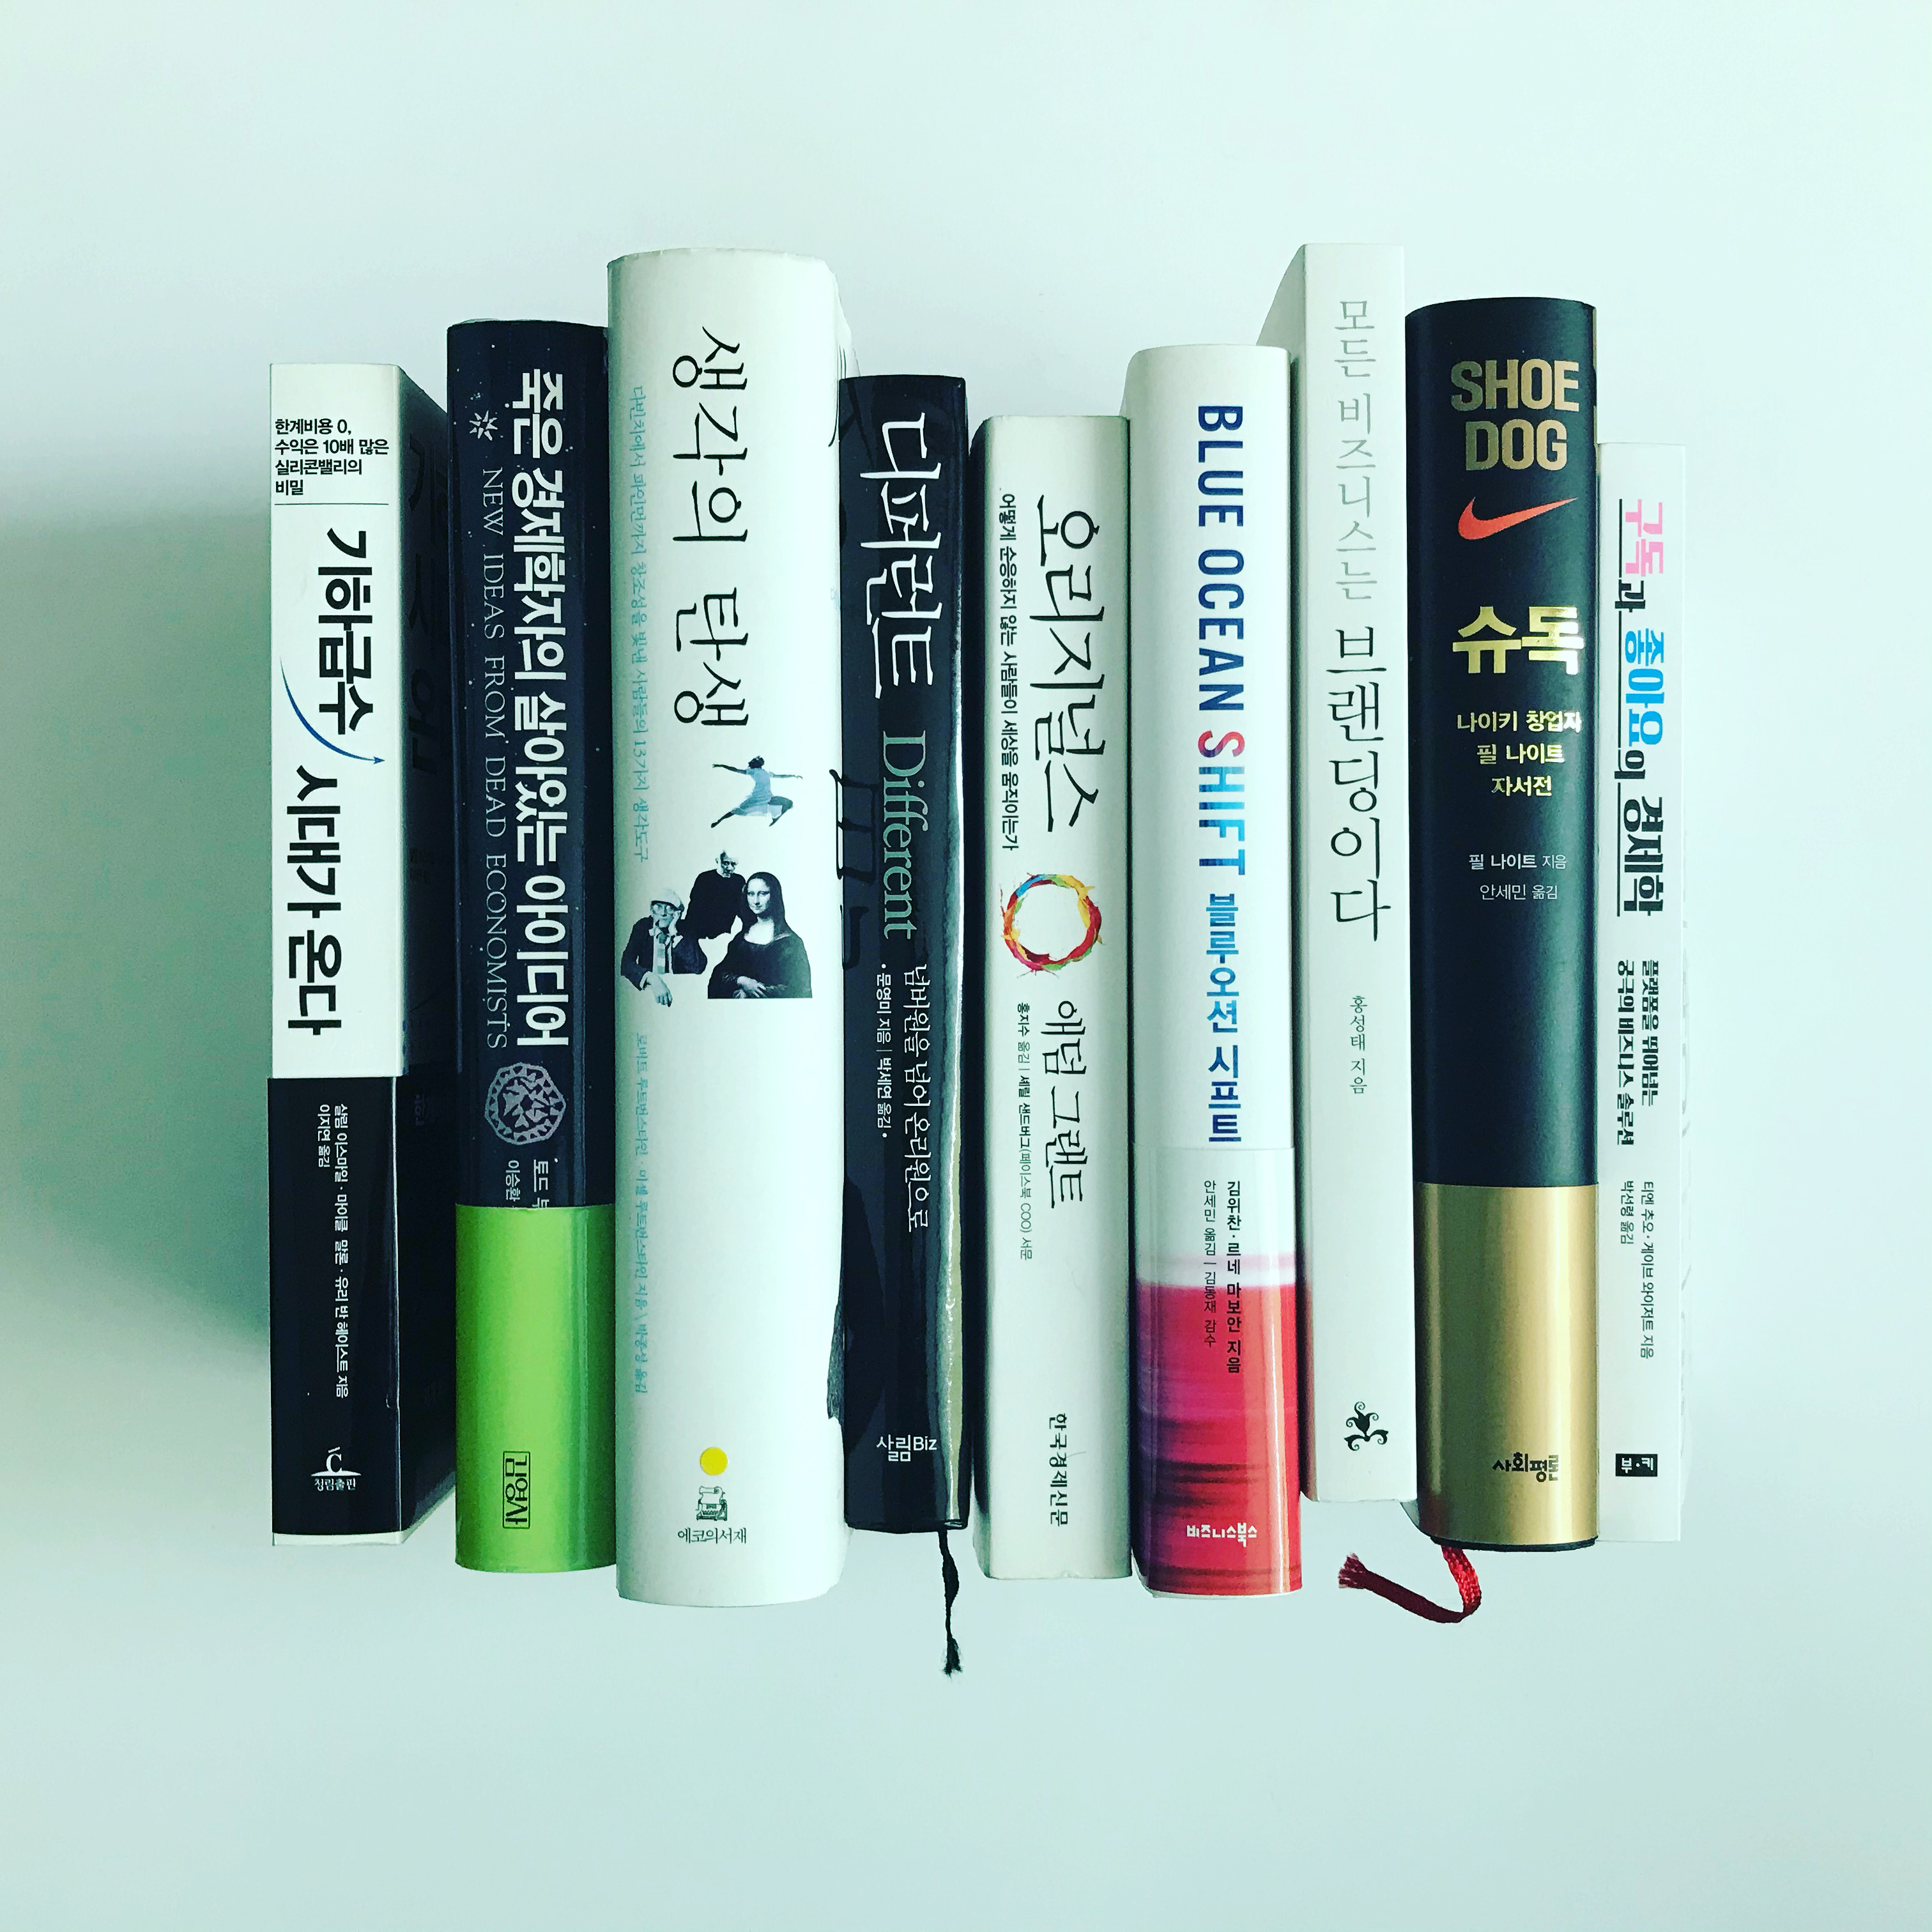 한계비용 0,
수익은 10배 많은
실리콘밸리의
비밀
기하급수 시대가 온다
살림 이스마일 · 마이클 말론 · 유리 반 헤이스트 지음
이지연 옮김
청림출판
죽은 경제학자의 살아있는 아이디어
NEW IDEAS FROM DEAD ECONOMISTS
토드
이승환
김영사
생각의 탄생
다빈치에서 파인먼까지 창조성을 빛낸 사람들의 13가지 생각도구
로버트 루트번스타인 · 미셸 루트번스타인 지음 \ 박종성 옮김
에코의서재
디퍼런트 Different 넘버원을 넘어 온리원으로
• 문영미 지음 | 박세연 옮김 •
살림Biz
오리지널스 애덤 그랜트
어떻게 순응하지 않는 사람들이 세상을 움직이는가
홍지수 옮김 | 셰릴 샌드버그(페이스북 COO) 서문
한국경제신문
BLUE OCEAN SHIFT 블루오션 시프트
김위찬 · 르네 마보안 지음
안세민 옮김 | 김동재 감수
비즈니스북스
모든 비즈니스는 브랜딩이다
홍성태 지음
SHOE
DOG
슈독
나이키 창업자
필 나이트
자서전
필 나이트 지음
안세민 옮김
사회평론
구독과 좋아요의 경제학
플랫폼을 뛰어넘는
궁극의 비즈니스 솔루션
티엔 추오 · 게이브 와이저트 지음
박선령 옮김
부·키